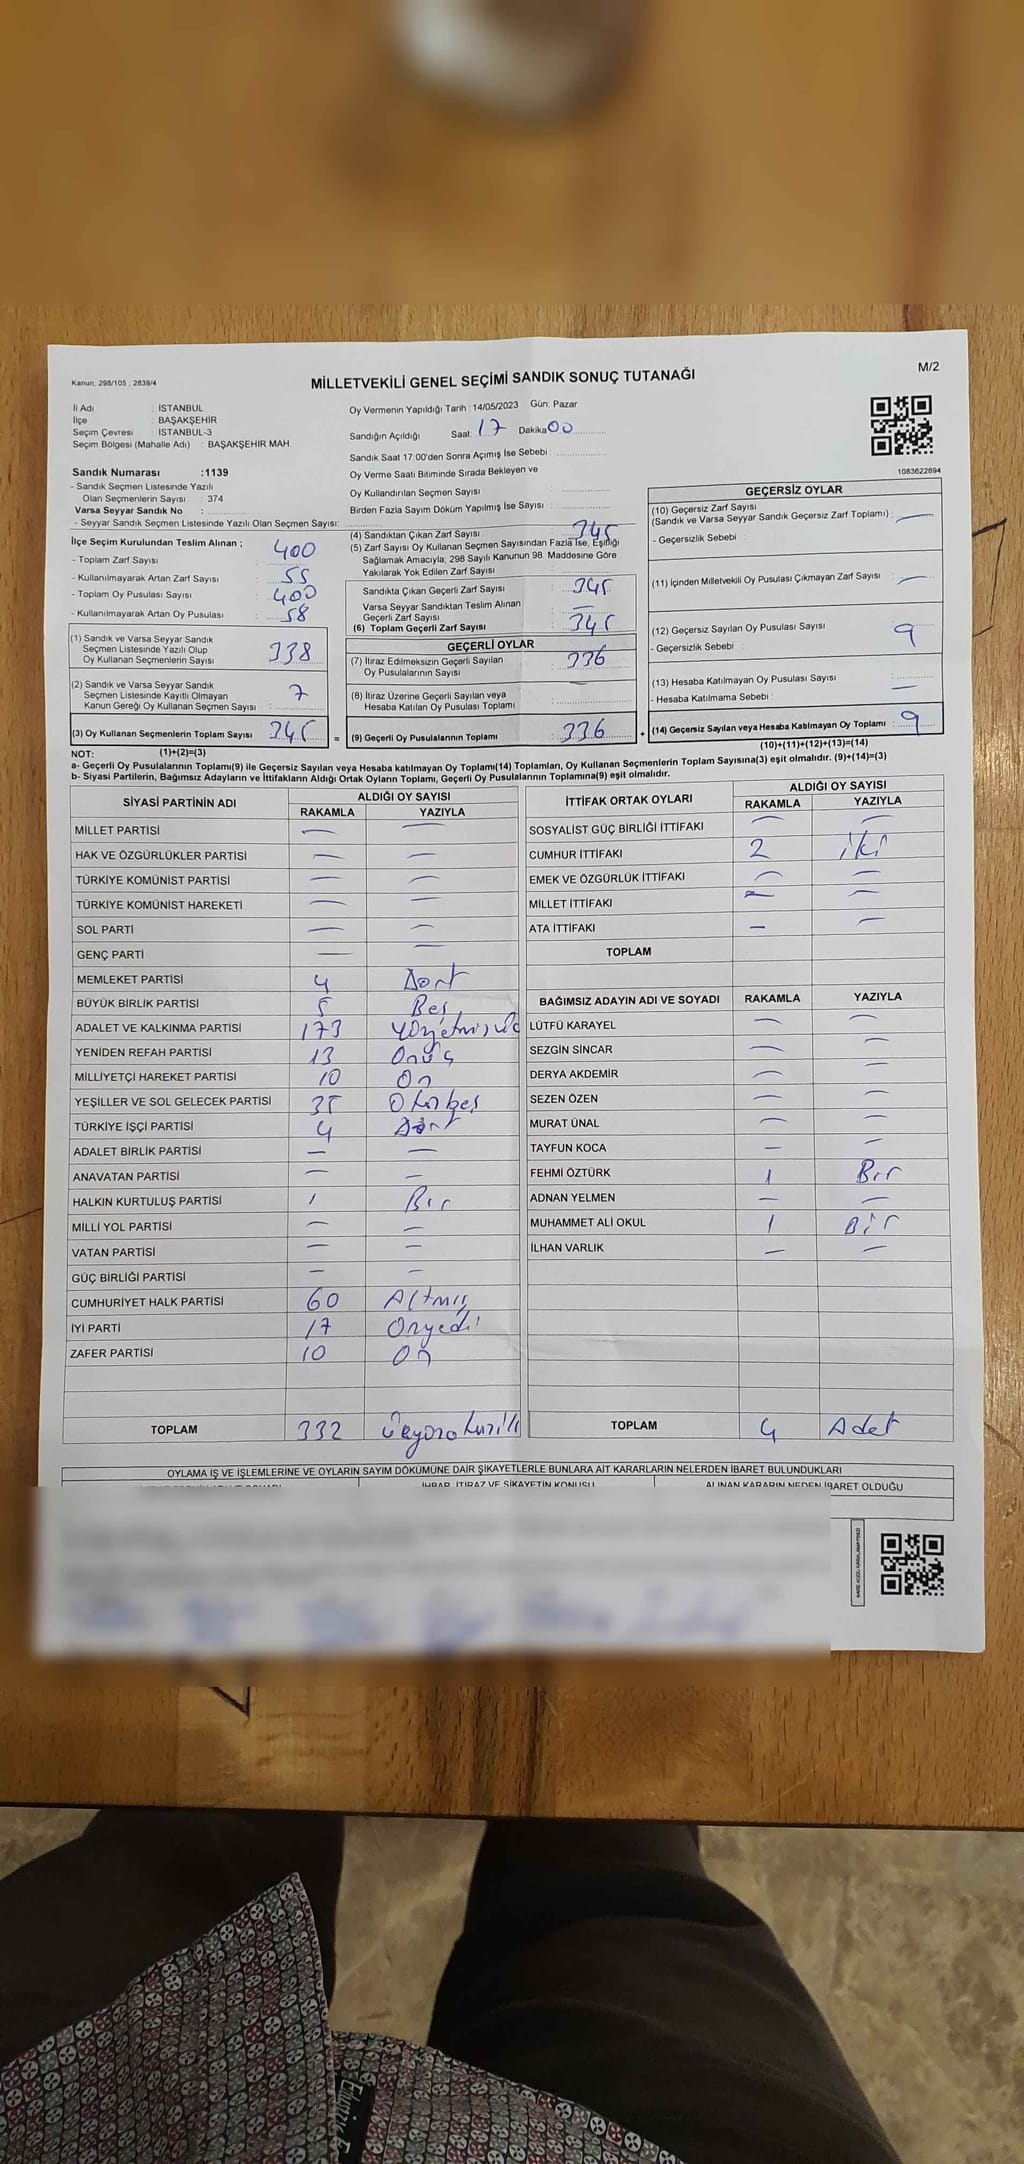 Kanun, 298/105 , 2839/4
MİLLETVEKİLİ GENEL SEÇİMİ SANDIK SONUÇ TUTANAĞI
M/2
İl Adı : İSTANBUL
İlçe : BAŞAKŞEHİR
Seçim Çevresi : İSTANBUL-3
Seçim Bölgesi (Mahalle Adı) : BAŞAKŞEHİR MAH.
Sandık Numarası :1139
- Sandık Seçmen Listesinde Yazılı
Olan Seçmenlerin Sayısı : 374
Varsa Seyyar Sandık No :
- Seyyar Sandık Seçmen Listesinde Yazılı Olan Seçmen Sayısı:
Oy Vermenin Yapıldığı Tarih : 14/05/2023 Gün: Pazar
Sandığın Açıldığı Saat: 17 Dakika 00
Sandık Saat 17:00'den Sonra Açımış İse Sebebi :
Oy Verme Saati Bitiminde Sırada Bekleyen ve
Oy Kullandırılan Seçmen Sayısı
Birden Fazla Sayım Döküm Yapılmış İse Sayısı :
1083622694
İlçe Seçim Kurulundan Teslim Alınan ;
- Toplam Zarf Sayısı : 400
- Kullanılmayarak Artan Zarf Sayısı : 55
- Toplam Oy Pusulası Sayısı : 400
- Kullanılmayarak Artan Oy Pusulası : 58
(1) Sandık ve Varsa Seyyar Sandık
Seçmen Listesinde Yazılı Olup
Oy Kullanan Seçmenlerin Sayısı : 338
(2) Sandık ve Varsa Seyyar Sandık
Seçmen Listesinde Kayıtlı Olmayan
Kanun Gereği Oy Kullanan Seçmen Sayısı : 7
(3) Oy Kullanan Seçmenlerin Toplam Sayısı : 345 =
(4) Sandıktan Çıkan Zarf Sayısı : 345
(5) Zarf Sayısı Oy Kullanan Seçmen Sayısından Fazla İse, Eşitliği
Sağlamak Amacıyla; 298 Sayılı Kanunun 98. Maddesine Göre
Yakılarak Yok Edilen Zarf Sayısı
Sandıkta Çıkan Geçerli Zarf Sayısı : 345
Varsa Seyyar Sandıktan Teslim Alınan
Geçerli Zarf Sayısı : —
(6) Toplam Geçerli Zarf Sayısı : 345
GEÇERLİ OYLAR
(7) İtiraz Edilmeksizin Geçerli Sayılan
Oy Pusulalarının Sayısı : 336
(8) İtiraz Üzerine Geçerli Sayılan veya
Hesaba Katılan Oy Pusulası Toplamı : —
(9) Geçerli Oy Pusulalarının Toplamı : 336 +
GEÇERSİZ OYLAR
(10) Geçersiz Zarf Sayısı
(Sandık ve Varsa Seyyar Sandık Geçersiz Zarf Toplamı) : —
- Geçersizlik Sebebi :
(11) İçinden Milletvekili Oy Pusulası Çıkmayan Zarf Sayısı : —
(12) Geçersiz Sayılan Oy Pusulası Sayısı : 9
- Geçersizlik Sebebi :
(13) Hesaba Katılmayan Oy Pusulası Sayısı : —
- Hesaba Katılmama Sebebi :
(14) Geçersiz Sayılan veya Hesaba Katılmayan Oy Toplamı : 9
NOT: (1)+(2)=(3)
(10)+(11)+(12)+(13)=(14)
a- Geçerli Oy Pusulalarının Toplamı(9) ile Geçersiz Sayılan veya Hesaba katılmayan Oy Toplamı(14) Toplamları, Oy Kullanan Seçmenlerin Toplam Sayısına(3) eşit olmalıdır. (9)+(14)=(3)
b- Siyasi Partilerin, Bağımsız Adayların ve İttifakların Aldığı Ortak Oyların Toplamı, Geçerli Oy Pusulalarının Toplamına(9) eşit olmalıdır.
SİYASİ PARTİNİN ADI ALDIĞI OY SAYISI
RAKAMLA YAZIYLA
MİLLET PARTİSİ — —
HAK VE ÖZGÜRLÜKLER PARTİSİ — —
TÜRKİYE KOMÜNİST PARTİSİ — —
TÜRKİYE KOMÜNİST HAREKETİ — —
SOL PARTİ — —
GENÇ PARTİ — —
MEMLEKET PARTİSİ 4 Dört
BÜYÜK BİRLİK PARTİSİ 5 Beş
ADALET VE KALKINMA PARTİSİ 173
YENİDEN REFAH PARTİSİ 13 Onüç
MİLLİYETÇİ HAREKET PARTİSİ 10 On
YEŞİLLER VE SOL GELECEK PARTİSİ 35 Otuzbeş
TÜRKİYE İŞÇİ PARTİSİ 4 Dört
ADALET BİRLİK PARTİSİ — —
ANAVATAN PARTİSİ — —
HALKIN KURTULUŞ PARTİSİ 1 Bir
MİLLİ YOL PARTİSİ — —
VATAN PARTİSİ — —
GÜÇ BİRLİĞİ PARTİSİ — —
CUMHURİYET HALK PARTİSİ 60 Altmış
İYİ PARTİ 17 Onyedi
ZAFER PARTİSİ 10 On
TOPLAM 332
İTTİFAK ORTAK OYLARI ALDIĞI OY SAYISI
RAKAMLA YAZIYLA
SOSYALİST GÜÇ BİRLİĞİ İTTİFAKI — —
CUMHUR İTTİFAKI 2 iki
EMEK VE ÖZGÜRLÜK İTTİFAKI — —
MİLLET İTTİFAKI — —
ATA İTTİFAKI — —
TOPLAM
BAĞIMSIZ ADAYIN ADI VE SOYADI RAKAMLA YAZIYLA
LÜTFÜ KARAYEL — —
SEZGİN SİNCAR — —
DERYA AKDEMİR — —
SEZEN ÖZEN — —
MURAT ÜNAL — —
TAYFUN KOCA — —
FEHMİ ÖZTÜRK 1 Bir
ADNAN YELMEN — —
MUHAMMET ALİ OKUL 1 Bir
İLHAN VARLIK — —
TOPLAM 4 Adet
OYLAMA İŞ VE İŞLEMLERİNE VE OYLARIN SAYIM DÖKÜMÜNE DAİR ŞİKAYETLERLE BUNLARA AİT KARARLARIN NELERDEN İBARET BULUNDUKLARI
İHBAR, İTİRAZ VE ŞİKAYETİN KONUSU ALINAN KARARIN NEDEN İBARET OLDUĞU